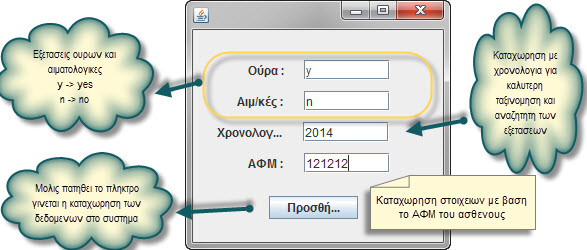 Εξετασεις ουρων και
αιματολογικες
y -> yes
n -> no
Ούρα :
y
Αιμ/κές :
n
Χρονολογ...
2014
ΑΦΜ :
121212
Προσθή...
Καταχωρηση με
χρονολογια για
καλυτερη
ταξινομηση και
αναζητητη των
εξετασεων
Μολις πατηθει το πληκτρο
γινεται η καταχωρηση των
δεδομενων στο συστημα
Καταχωρηση στοιχειων με βαση
το ΑΦΜ του ασθενους